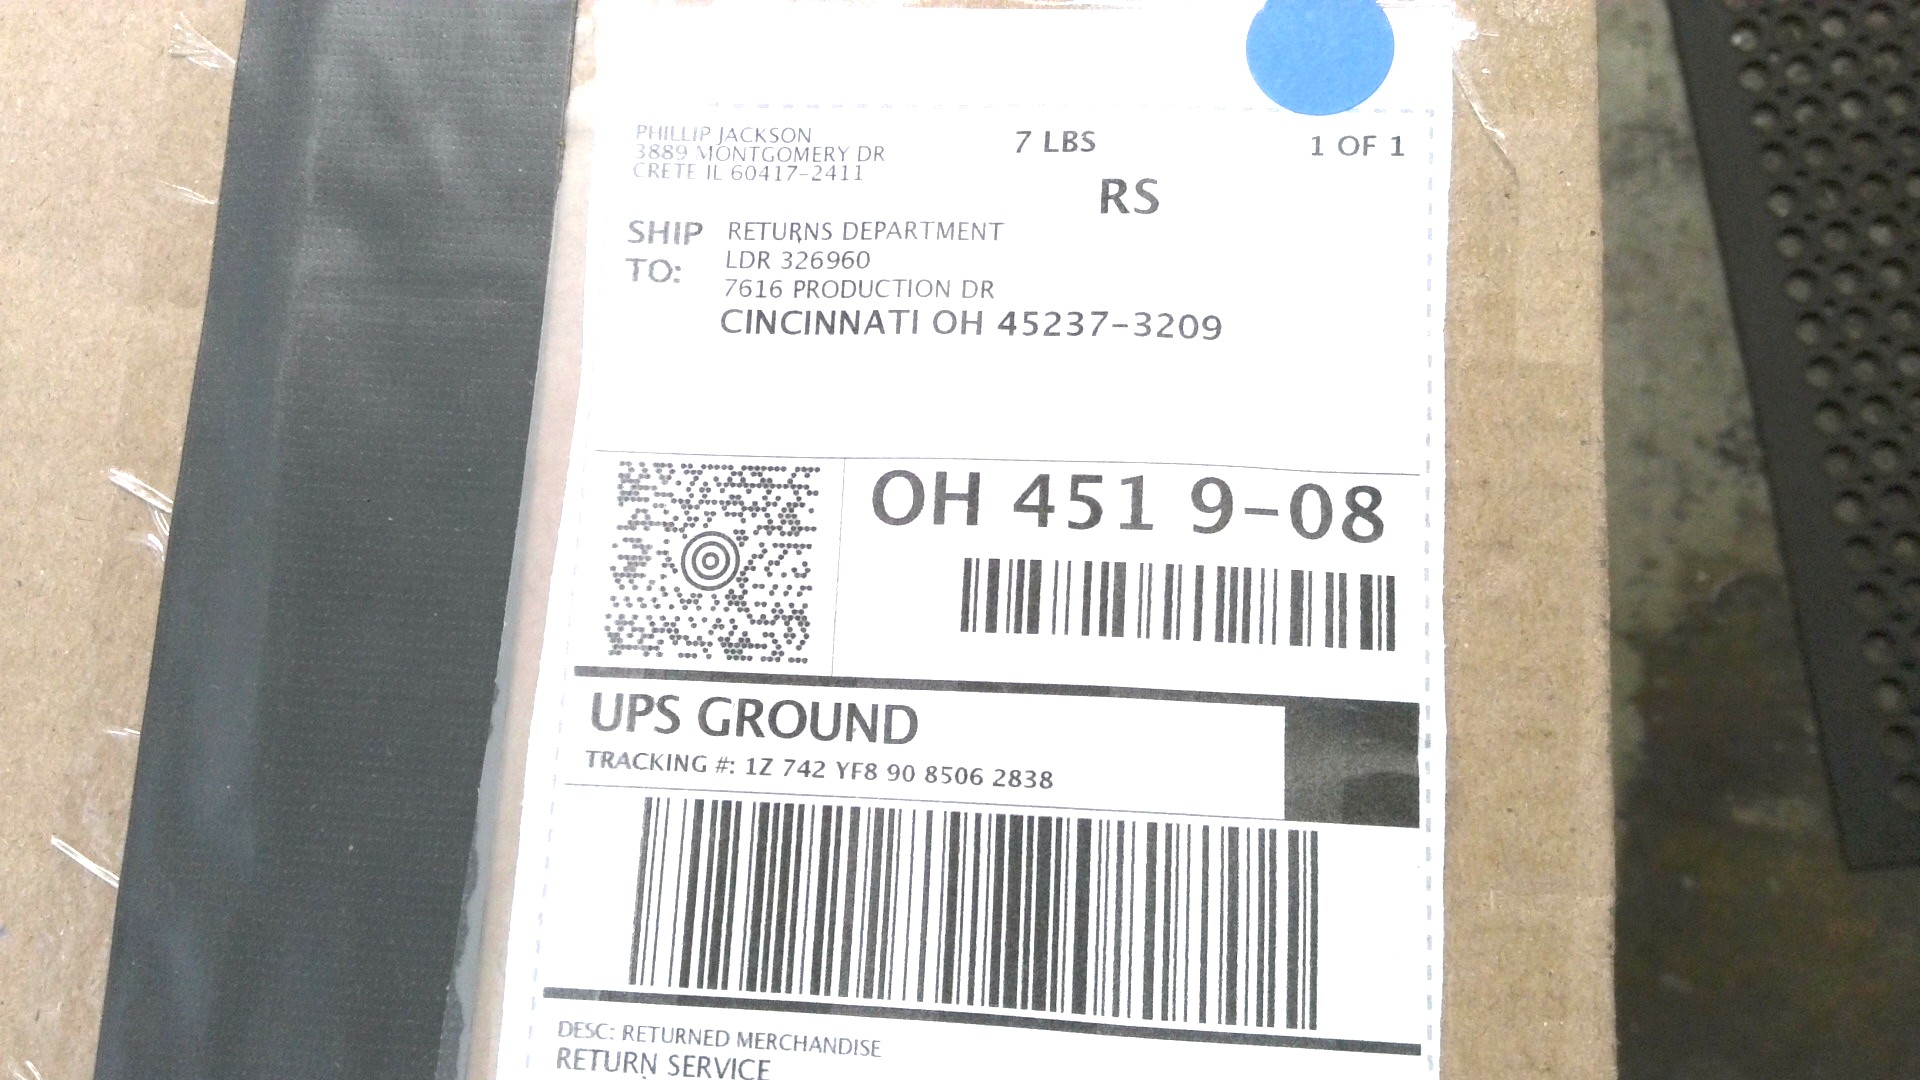 PHILLIP JACKSON
3889 MONTGOMERY DR
CRETE IL 60417-2411
7 LBS
1 OF 1
RS
SHIP TO:
RETURNS DEPARTMENT
LDR 326960
7616 PRODUCTION DR
CINCINNATI OH 45237-3209
OH 451 9-08
UPS GROUND
TRACKING #: 1Z 742 YF8 90 8506 2838
DESC: RETURNED MERCHANDISE
RETURN SERVICE